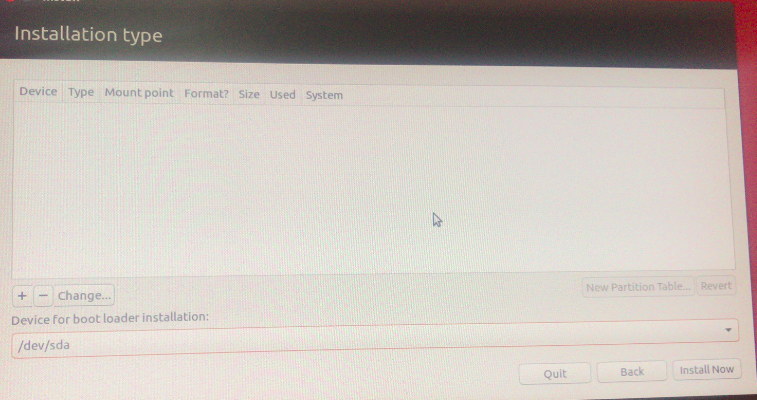 Installation type
Device Type Mount point Format? Size Used System
+ − Change...
New Partition Table... Revert
Device for boot loader installation:
/dev/sda
Quit Back Install Now